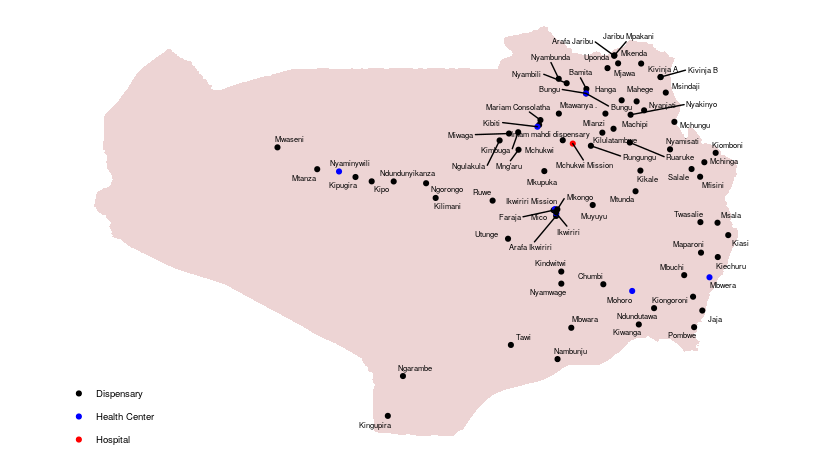 Jaribu Mpakani
Arafa Jaribu
Mkenda
Uponda
Nyambunda
Kivinja A
Kivinja B
Mjawa
Bamita
Nyambili
Msindaji
Bungu
Hanga
Mahege
Mariam Consolatha
Mtawanya .
Bungu
Nyanjati
Nyakinyo
Kibiti
Mlanzi
Machipi
Mchungu
Miwaga
mahdi dispensary
Mwaseni
Kilulatambwe
Nyamisati
Kiomboni
Kimbuga
Mchukwi
Rungungu
Ruaruke
Mchinga
Nyaminywili
Ngulakula
Mng'aru
Mchukwi Mission
Mtanza
Ndundunyikanza
Kikale
Salale
Kipugira
Kipo
Ngorongo
Mkupuka
Mfisini
Ruwe
Ikwiriri Mission
Mkongo
Mtunda
Kilimani
Faraja
Mico
Muyuyu
Twasalie
Msala
Utunge
Ikwiriri
Arafa Ikwiriri
Maparoni
Kiasi
Kindwitwi
Mbuchi
Kiechuru
Chumbi
Mbwera
Nyamwage
Mohoro
Kiongoroni
Mbwara
Ndundutawa
Jaja
Kiwanga
Pombwe
Tawi
Nambunju
Ngarambe
Kingupira
Dispensary
Health Center
Hospital